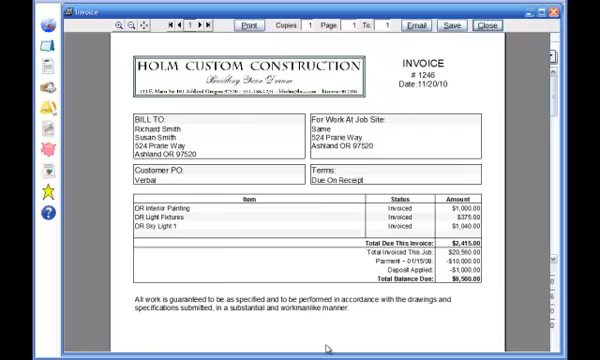 Invoice
1
Print
Copies:
1
Page:
1
To:
1
Email
Save
Close
HOLM CUSTOM CONSTRUCTION
Building Your Dream
INVOICE
# 1246
Date:11/20/10
BILL TO:
Richard Smith
Susan Smith
524 Prarie Way
Ashland OR 97520
For Work At Job Site:
Same
524 Prairie Way
Ashland OR 97520
Customer PO:
Verbal
Terms:
Due On Receipt
Item Status Amount
DR Interior Painting Invoiced $1,000.00
DR Light Fixtures Invoiced $375.00
DR Sky Light 1 Invoiced $1,040.00
Total Due This Invoice: $2,415.00
Total Invoiced This Job: $20,560.00
Payment -- 01/15/08: -$10,000.00
Deposit Applied: -$1,000.00
Total Balance Due: $9,560.00
All work is guaranteed to be as specified and to be performed in accordance with the drawings and
specifications submitted, in a substantial and workmanlike manner.